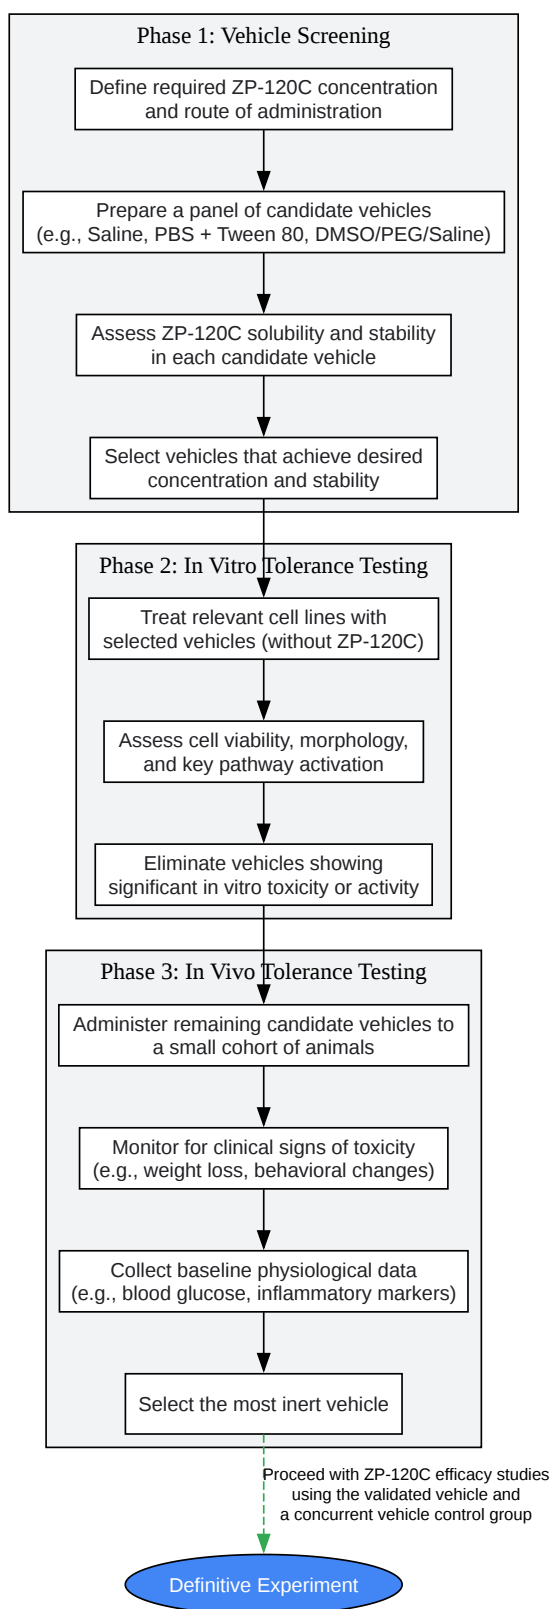 Phase 1: Vehicle Screening
Define required ZP-120C concentration
and route of administration
Prepare a panel of candidate vehicles
(e.g., Saline, PBS + Tween 80, DMSO/PEG/Saline)
Assess ZP-120C solubility and stability
in each candidate vehicle
Select vehicles that achieve desired
concentration and stability
Phase 2: In Vitro Tolerance Testing
Treat relevant cell lines with
selected vehicles (without ZP-120C)
Assess cell viability, morphology,
and key pathway activation
Eliminate vehicles showing
significant in vitro toxicity or activity
Phase 3: In Vivo Tolerance Testing
Administer remaining candidate vehicles to
a small cohort of animals
Monitor for clinical signs of toxicity
(e.g., weight loss, behavioral changes)
Collect baseline physiological data
(e.g., blood glucose, inflammatory markers)
Select the most inert vehicle
Proceed with ZP-120C efficacy studies
using the validated vehicle and
a concurrent vehicle control group
Definitive Experiment